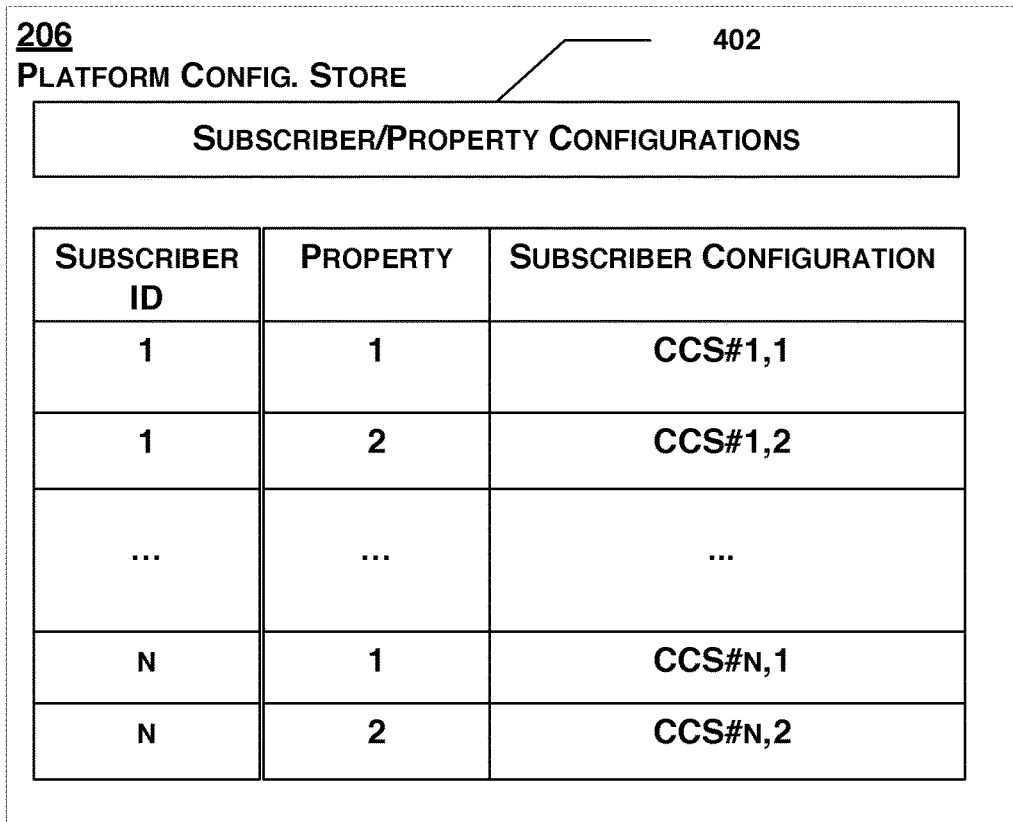 206 402
PLATFORM CONFIG. STORE
SUBSCRIBER/PROPERTY CONFIGURATIONS
SUBSCRIBER ID PROPERTY SUBSCRIBER CONFIGURATION
1 1 CCS#1,1
1 2 CCS#1,2
... ... ...
N 1 CCS#N,1
N 2 CCS#N,2